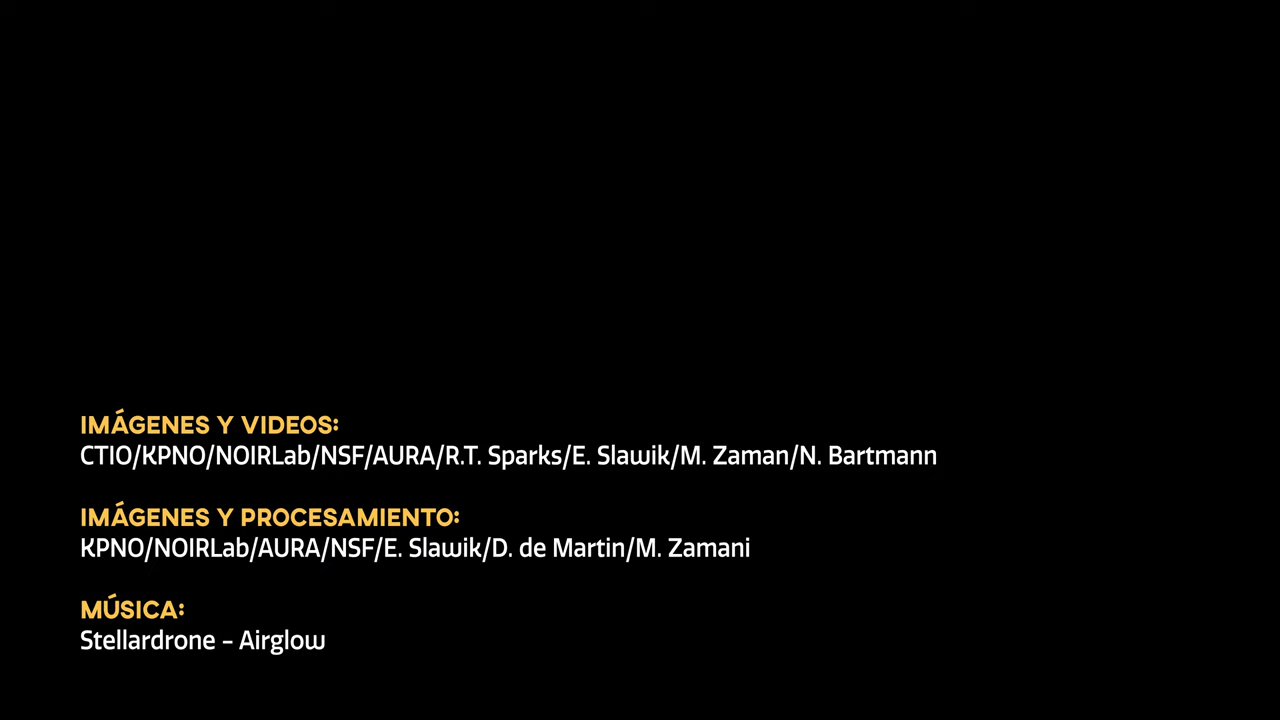 IMÁGENES Y VIDEOS:
CTIO/KPNO/NOIRLab/NSF/AURA/R.T. Sparks/E. Slawik/M. Zaman/N. Bartmann
IMÁGENES Y PROCESAMIENTO:
KPNO/NOIRLab/AURA/NSF/E. Slawik/D. de Martin/M. Zamani
MÚSICA:
Stellardrone – Airglow